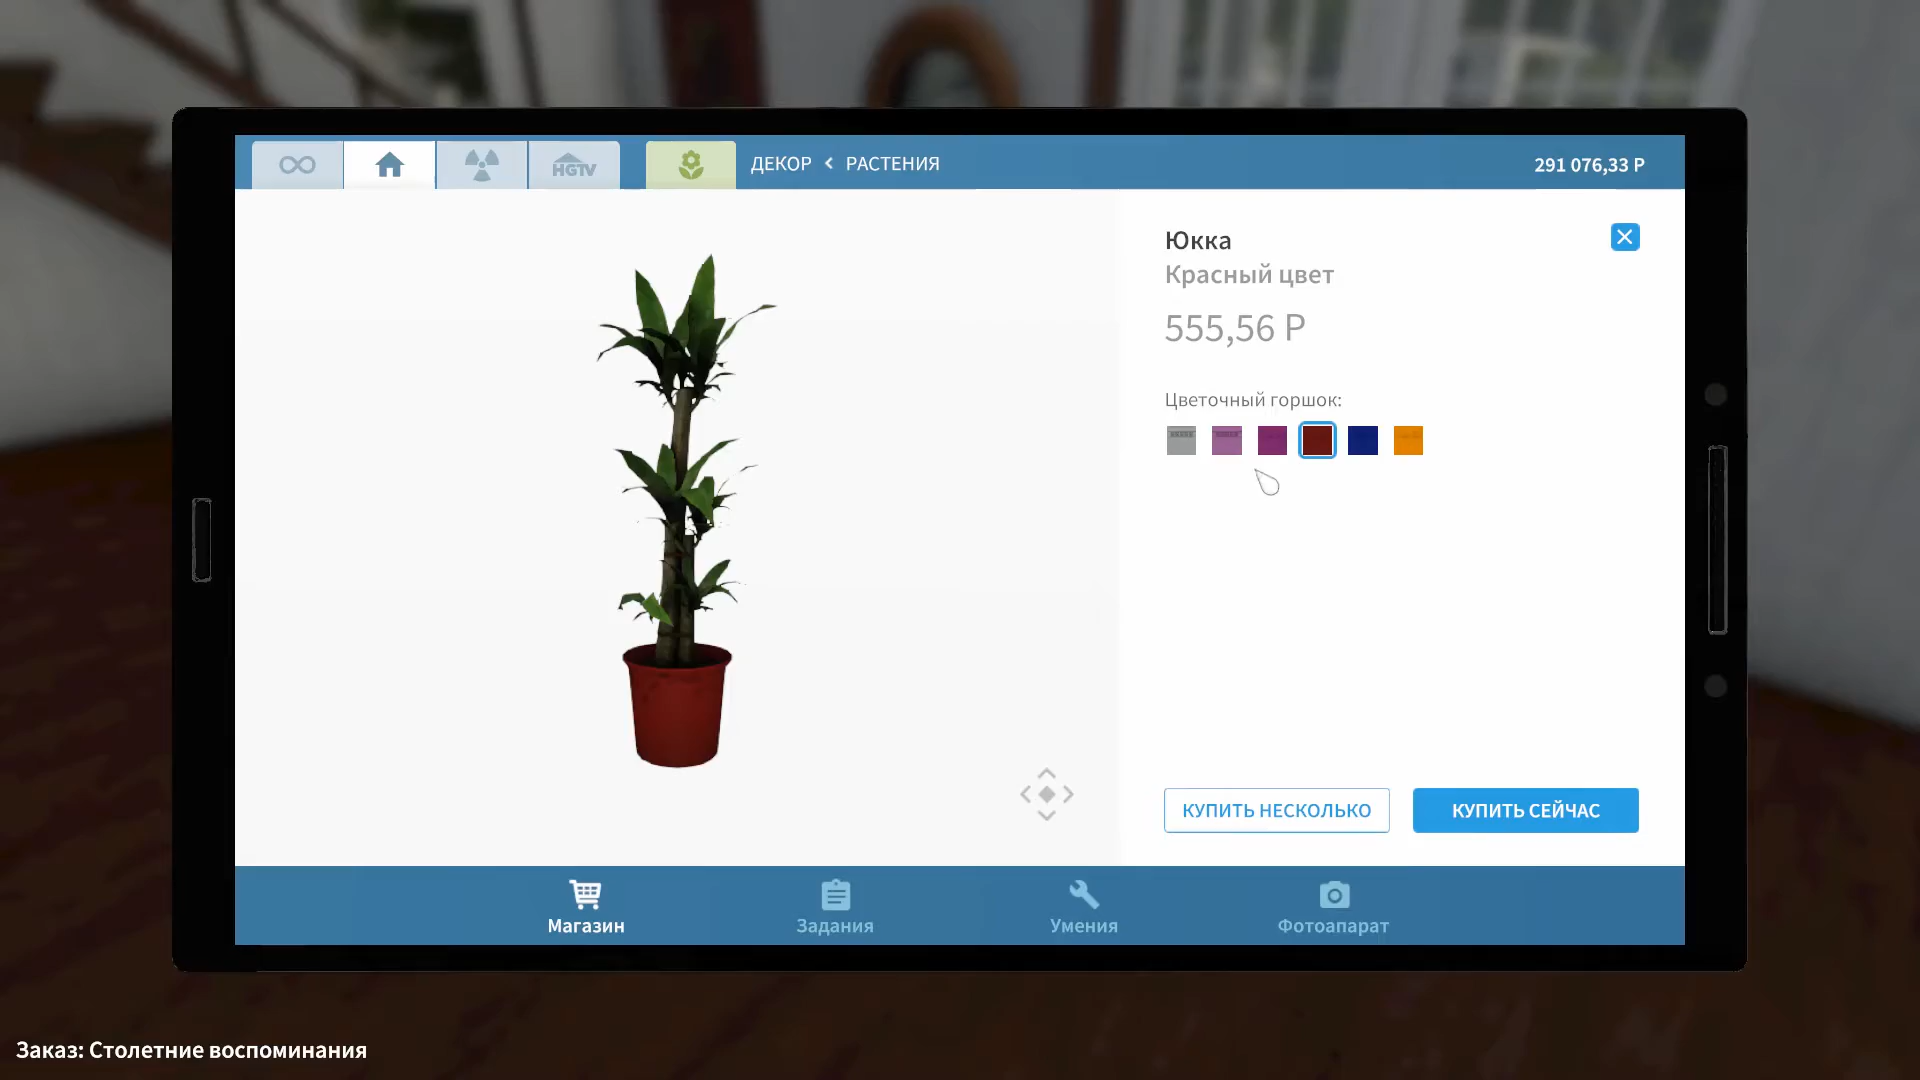 HGTV
ДЕКОР < РАСТЕНИЯ
291 076,33 Р
Юкка
Красный цвет
555,56 Р
Цветочный горшок:
КУПИТЬ НЕСКОЛЬКО
КУПИТЬ СЕЙЧАС
Магазин
Задания
Умения
Фотоапарат
Заказ: Столетние воспоминания